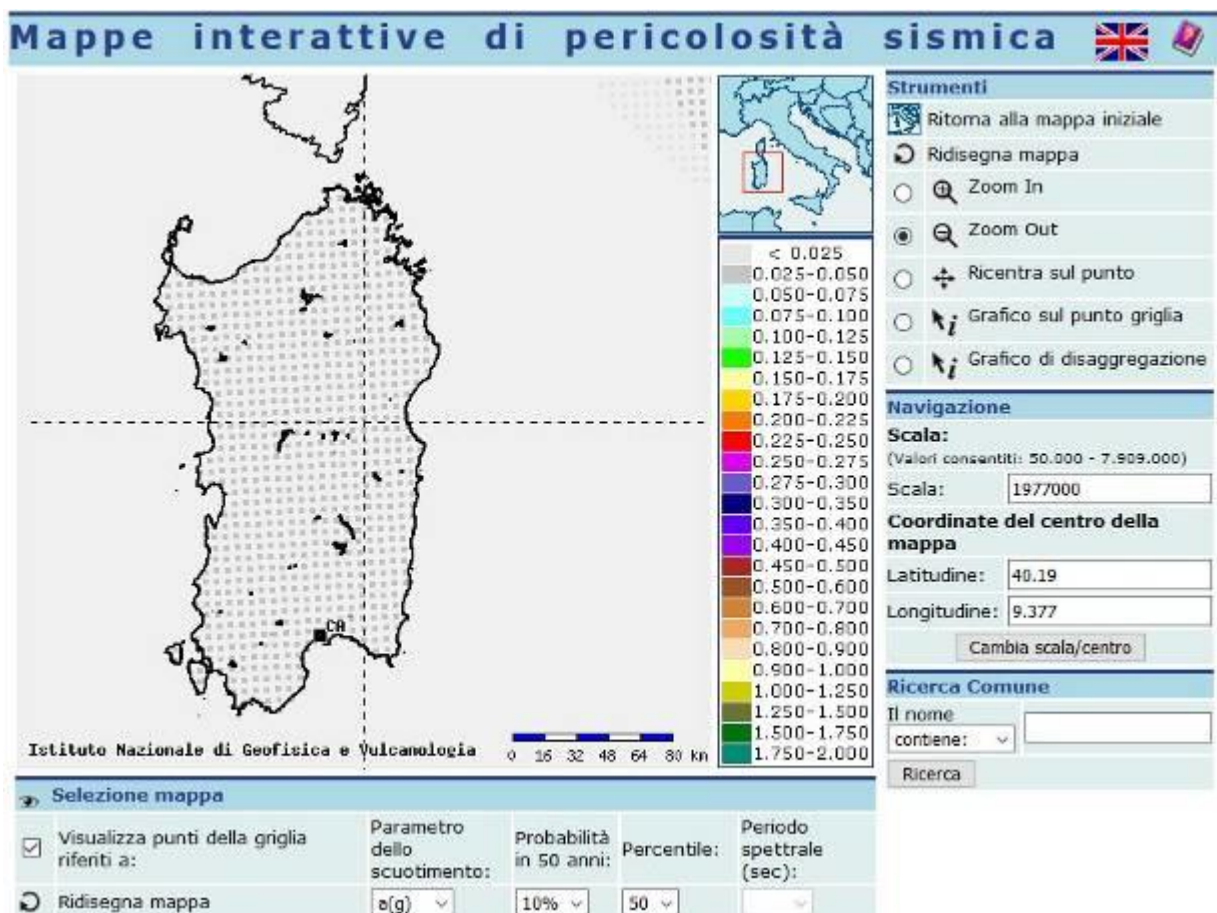 Mappe interattive di pericolosità sismica
CA
Istituto Nazionale di Geofisica e Vulcanologia
0 16 32 48 64 80 km
< 0.025
0.025-0.050
0.050-0.075
0.075-0.100
0.100-0.125
0.125-0.150
0.150-0.175
0.175-0.200
0.200-0.225
0.225-0.250
0.250-0.275
0.275-0.300
0.300-0.350
0.350-0.400
0.400-0.450
0.450-0.500
0.500-0.600
0.600-0.700
0.700-0.800
0.800-0.900
0.900-1.000
1.000-1.250
1.250-1.500
1.500-1.750
1.750-2.000
Strumenti
Ritorna alla mappa iniziale
Ridisegna mappa
Zoom In
Zoom Out
Ricentra sul punto
Grafico sul punto griglia
Grafico di disaggregazione
Navigazione
Scala:
(Valori consentiti: 50.000 - 7.909.000)
Scala: 1977000
Coordinate del centro della
mappa
Latitudine: 40.19
Longitudine: 9.377
Cambia scala/centro
Ricerca Comune
Il nome
contiene:
Ricerca
Selezione mappa
Visualizza punti della griglia
riferiti a:
Parametro
dello
scuotimento:
Probabilità
in 50 anni:
Percentile:
Periodo
spettrale
(sec):
Ridisegna mappa
a(g)
10%
50